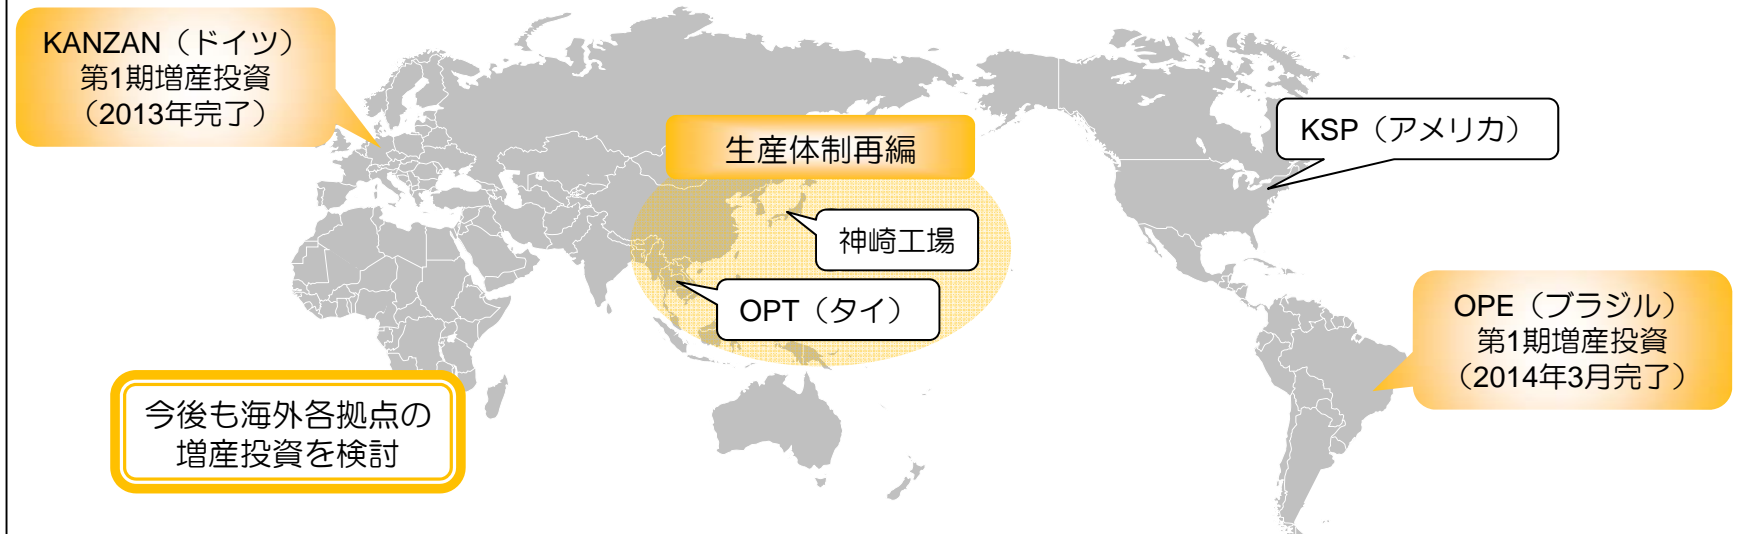 KANZAN（ドイツ）
第1期増産投資
（2013年完了）
生産体制再編
KSP（アメリカ）
神崎工場
OPT（タイ）
OPE（ブラジル）
第1期増産投資
（2014年3月完了）
今後も海外各拠点の
増産投資を検討